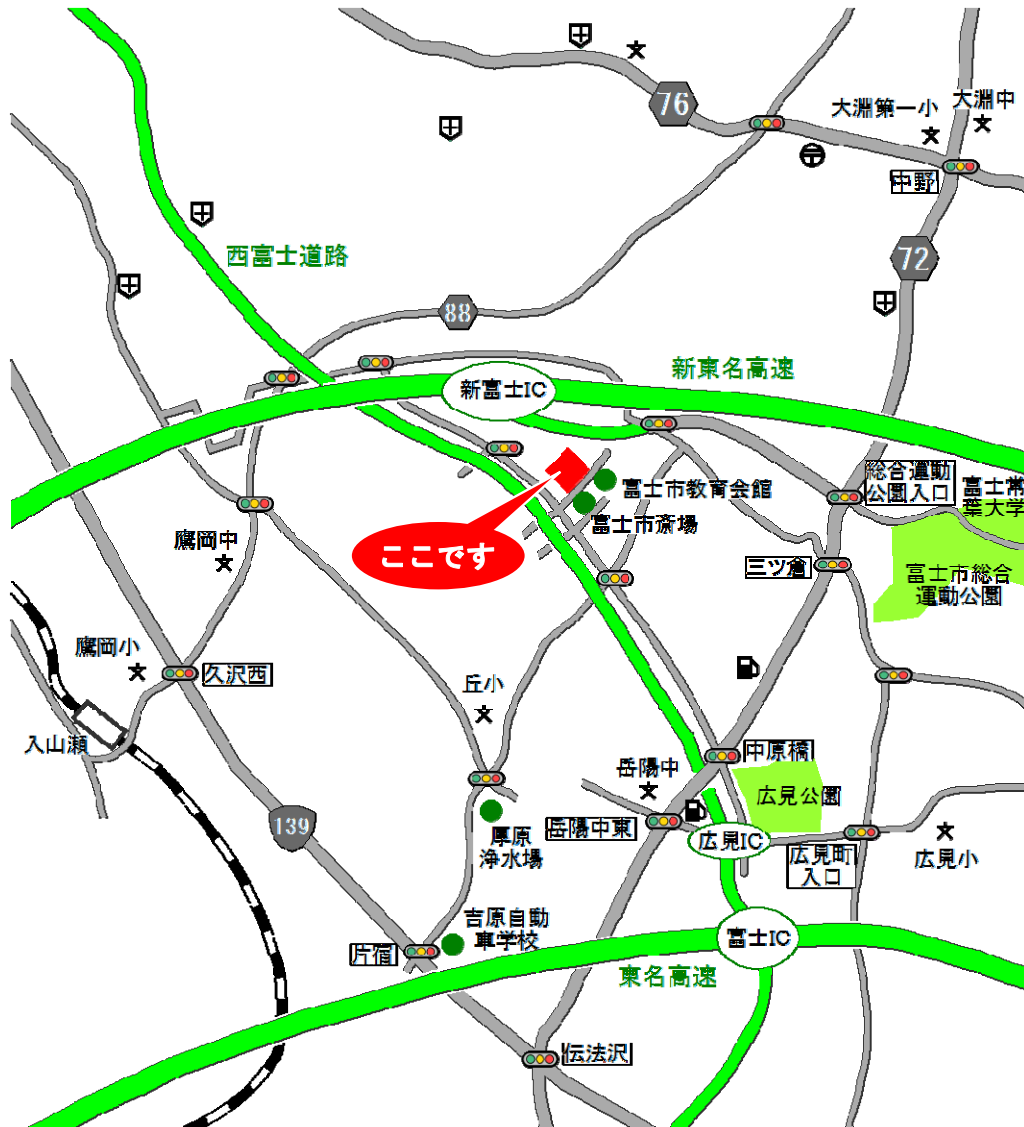 76
大淵第一小
大淵中
中野
西富士道路
72
88
新東名高速
新富士IC
総合運動
公園入口
富士常
葉大学
富士市教育会館
富士市斎場
ここです
鷹岡中
三ツ倉
富士市総合
運動公園
鷹岡小
久沢西
丘小
入山瀬
中原橋
岳陽中
広見公園
139
岳陽中東
広見IC
厚原
浄水場
広見町
入口
広見小
吉原自動
車学校
片宿
富士IC
東名高速
伝法沢